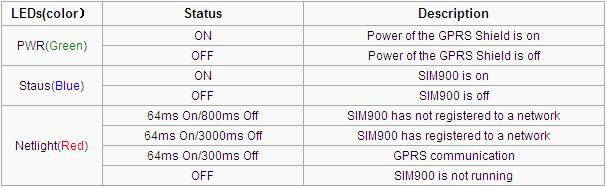 LEDs(color) Status Description
PWR(Green) ON Power of the GPRS Shield is on
OFF Power of the GPRS Shield is off
Staus(Blue) ON SIM900 is on
OFF SIM900 is off
Netlight(Red) 64ms On/800ms Off SIM900 has not registered to a network
64ms On/3000ms Off SIM900 has registered to a network
64ms On/300ms Off GPRS communication
OFF SIM900 is not running